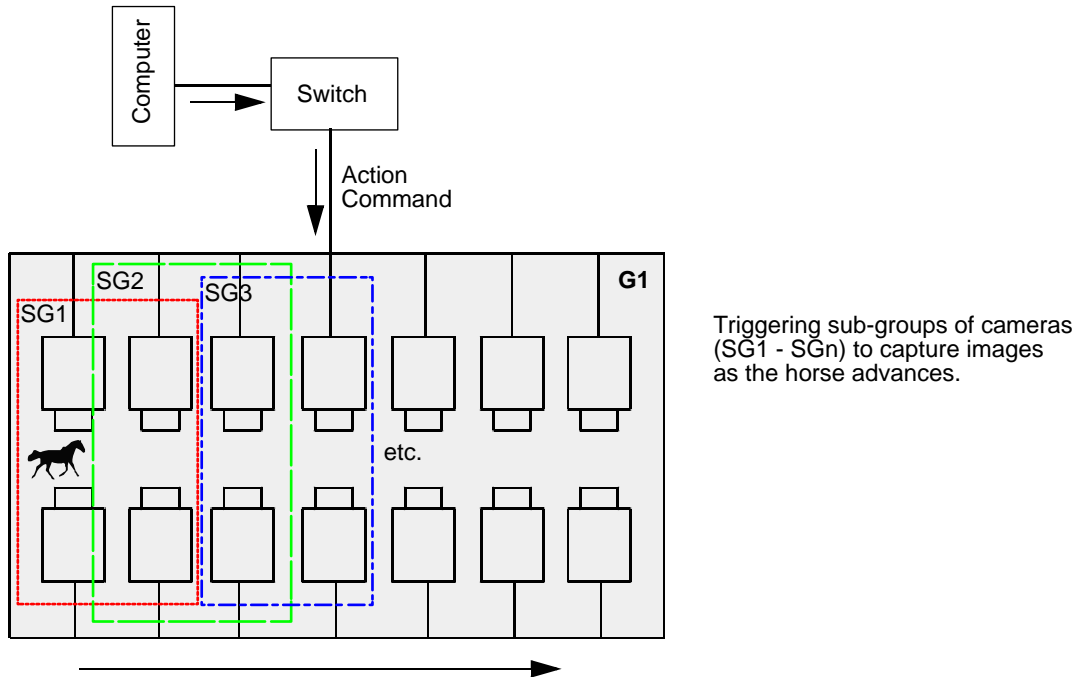 Computer
Switch
Action
Command
SG2
G1
SG3
SG1
Triggering sub-groups of cameras
(SG1 - SGn) to capture images
as the horse advances.
etc.